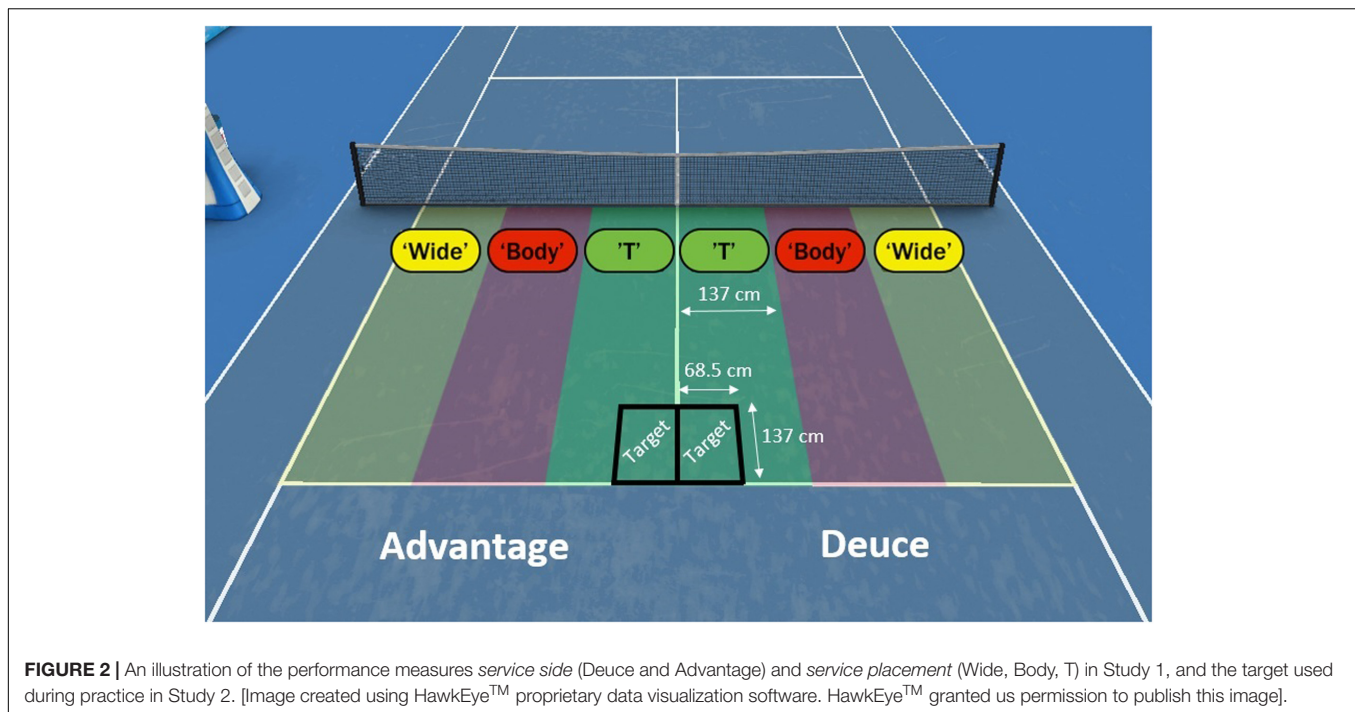 'Wide' 'Body' 'T' 'T' 'Body' 'Wide'
137 cm
68.5 cm
Target Target 137 cm
Advantage Deuce
FIGURE 2 | An illustration of the performance measures service side (Deuce and Advantage) and service placement (Wide, Body, T) in Study 1, and the target used
during practice in Study 2. [Image created using HawkEye™ proprietary data visualization software. HawkEye™ granted us permission to publish this image].